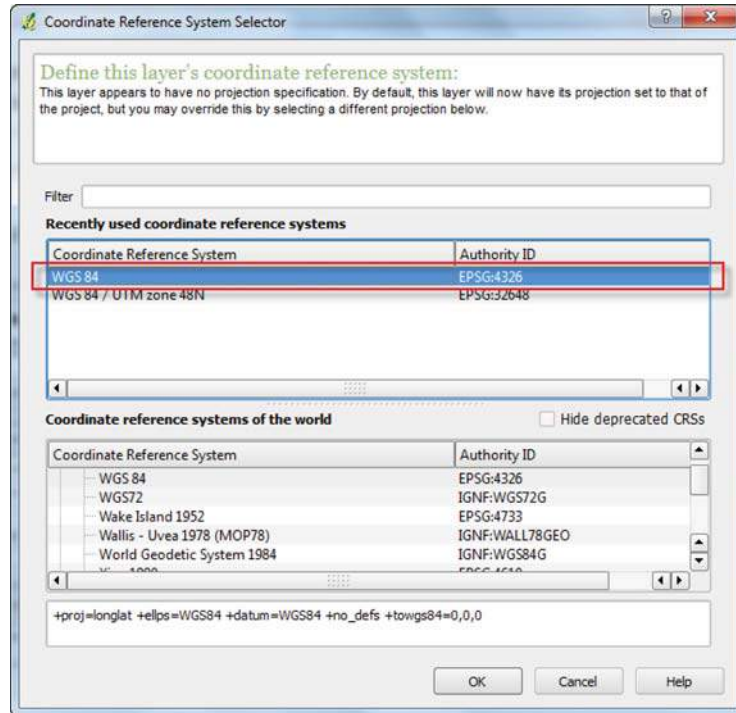 Coordinate Reference System Selector
Define this layer's coordinate reference system:
This layer appears to have no projection specification. By default, this layer will now have its projection set to that of
the project, but you may override this by selecting a different projection below.
Filter
Recently used coordinate reference systems
Coordinate Reference System Authority ID
WGS 84 EPSG:4326
WGS 84 / UTM zone 48N EPSG:32648
Coordinate reference systems of the world Hide deprecated CRSs
Coordinate Reference System Authority ID
WGS 84 EPSG:4326
WGS72 IGNF:WGS72G
Wake Island 1952 EPSG:4733
Wallis - Uvea 1978 (MOP78) IGNF:WALL78GEO
World Geodetic System 1984 IGNF:WGS84G
+proj=longlat +ellps=WGS84 +datum=WGS84 +no_defs +towgs84=0,0,0
OK Cancel Help